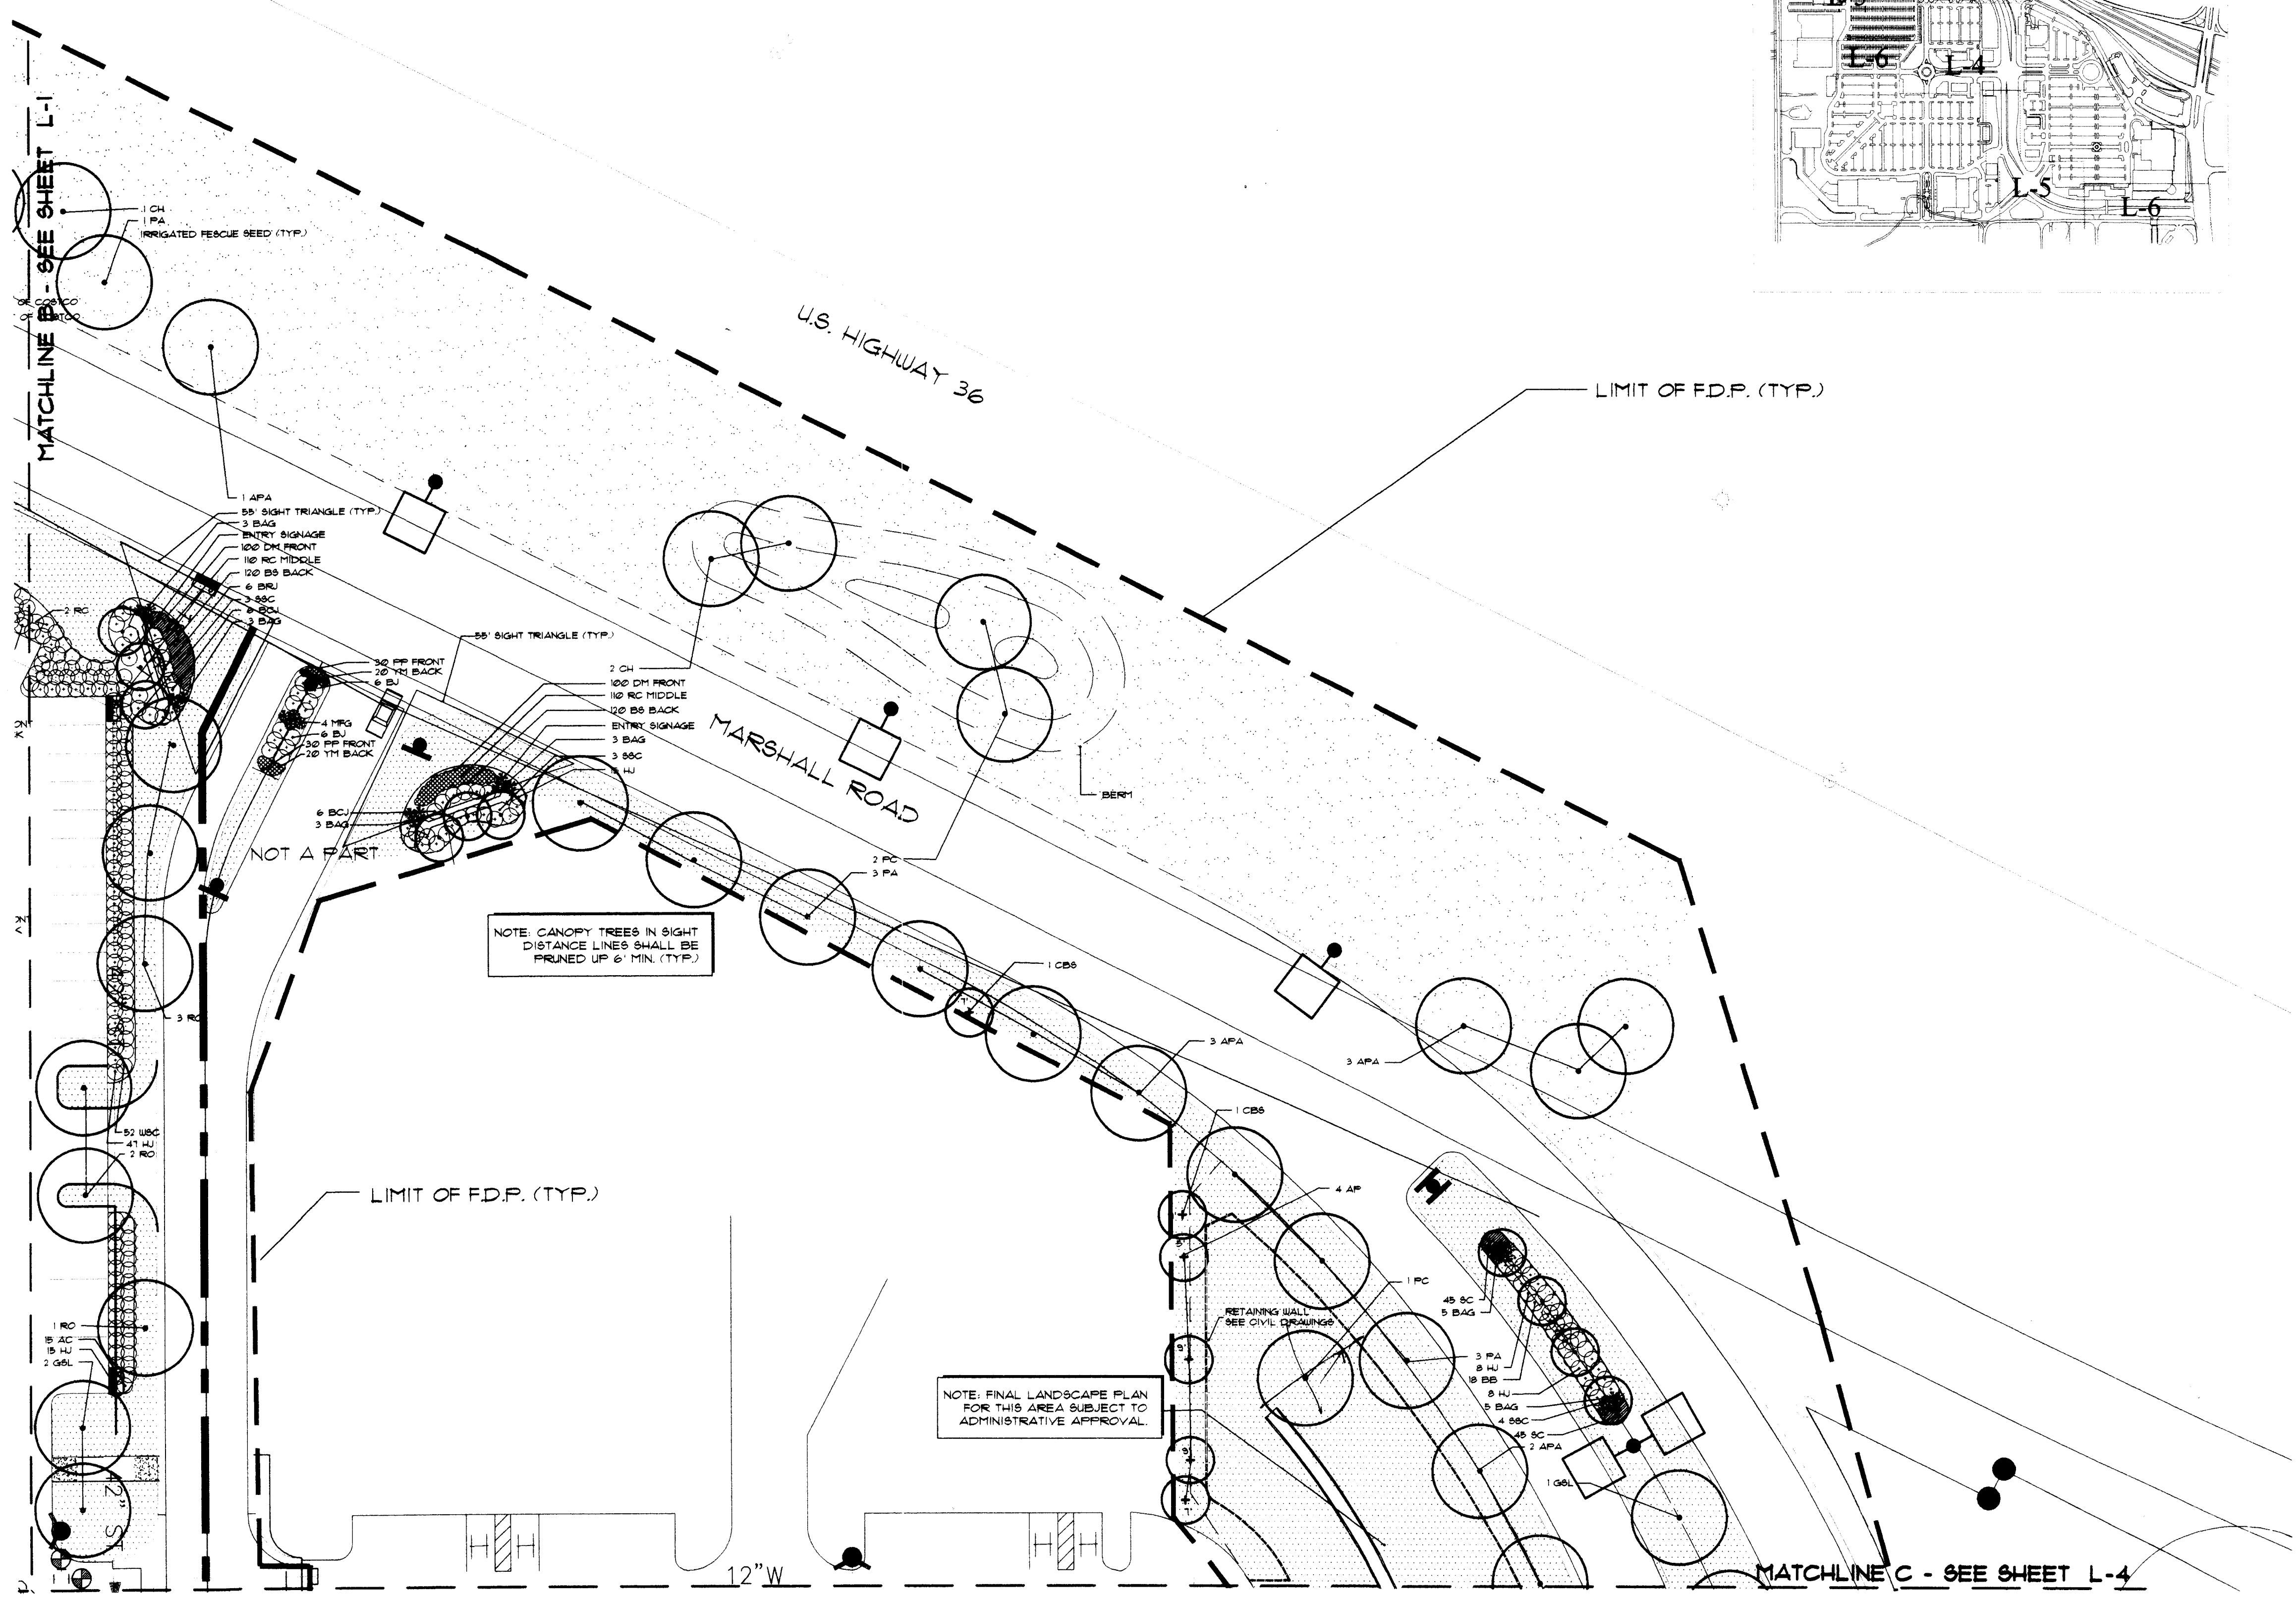 L-6
L-4
L-5
L-6
MATCHLINE B - SEE SHEET L-1
1 CH
1 PA
IRRIGATED FESCUE SEED (TYP.)
OF COSTCO
OF COSTCO
U.S. HIGHWAY 36
LIMIT OF F.D.P. (TYP.)
1 APA
55' SIGHT TRIANGLE (TYP.)
3 BAG
ENTRY SIGNAGE
100 DM FRONT
110 RC MIDDLE
120 BS BACK
6 BRJ
3 SSC
6 BCJ
3 BAG
2 RC
55' SIGHT TRIANGLE (TYP.)
30 PP FRONT
20 YM BACK
6 BJ
4 MFG
6 BJ
30 PP FRONT
20 YM BACK
2 CH
100 DM FRONT
110 RC MIDDLE
120 BS BACK
ENTRY SIGNAGE
3 BAG
3 SSC
HJ
6 BCJ
3 BAG
MARSHALL ROAD
BERM
NOT A PART
2 PC
3 PA
NOTE: CANOPY TREES IN SIGHT
DISTANCE LINES SHALL BE
PRUNED UP 6' MIN. (TYP.)
1 CBS
3 RO
3 APA
3 APA
1 CBS
52 WSC
47 HJ
2 RO
4 AP
LIMIT OF F.D.P. (TYP.)
1 PC
45 SC
5 BAG
RETAINING WALL
SEE CIVIL DRAWINGS
1 RO
15 AC
15 HJ
2 GSL
3 PA
8 HJ
18 BB
8 HJ
5 BAG
4 SSC
45 SC
2 APA
1 GSL
NOTE: FINAL LANDSCAPE PLAN
FOR THIS AREA SUBJECT TO
ADMINISTRATIVE APPROVAL.
H H
H H
12"W
MATCHLINE C - SEE SHEET L-4